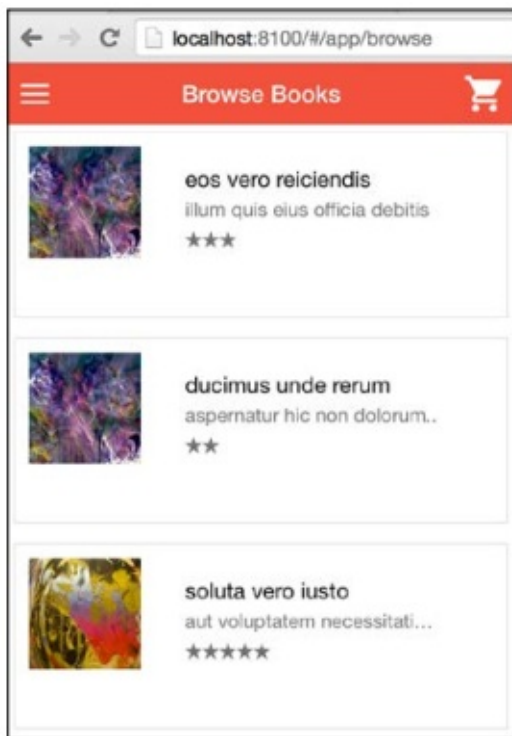 localhost:8100/#/app/browse
Browse Books
eos vero reiciendis
illum quis eius officia debitis
★★★
ducimus unde rerum
aspernatur hic non dolorum..
★★
soluta vero iusto
aut voluptatem necessitati...
★★★★★